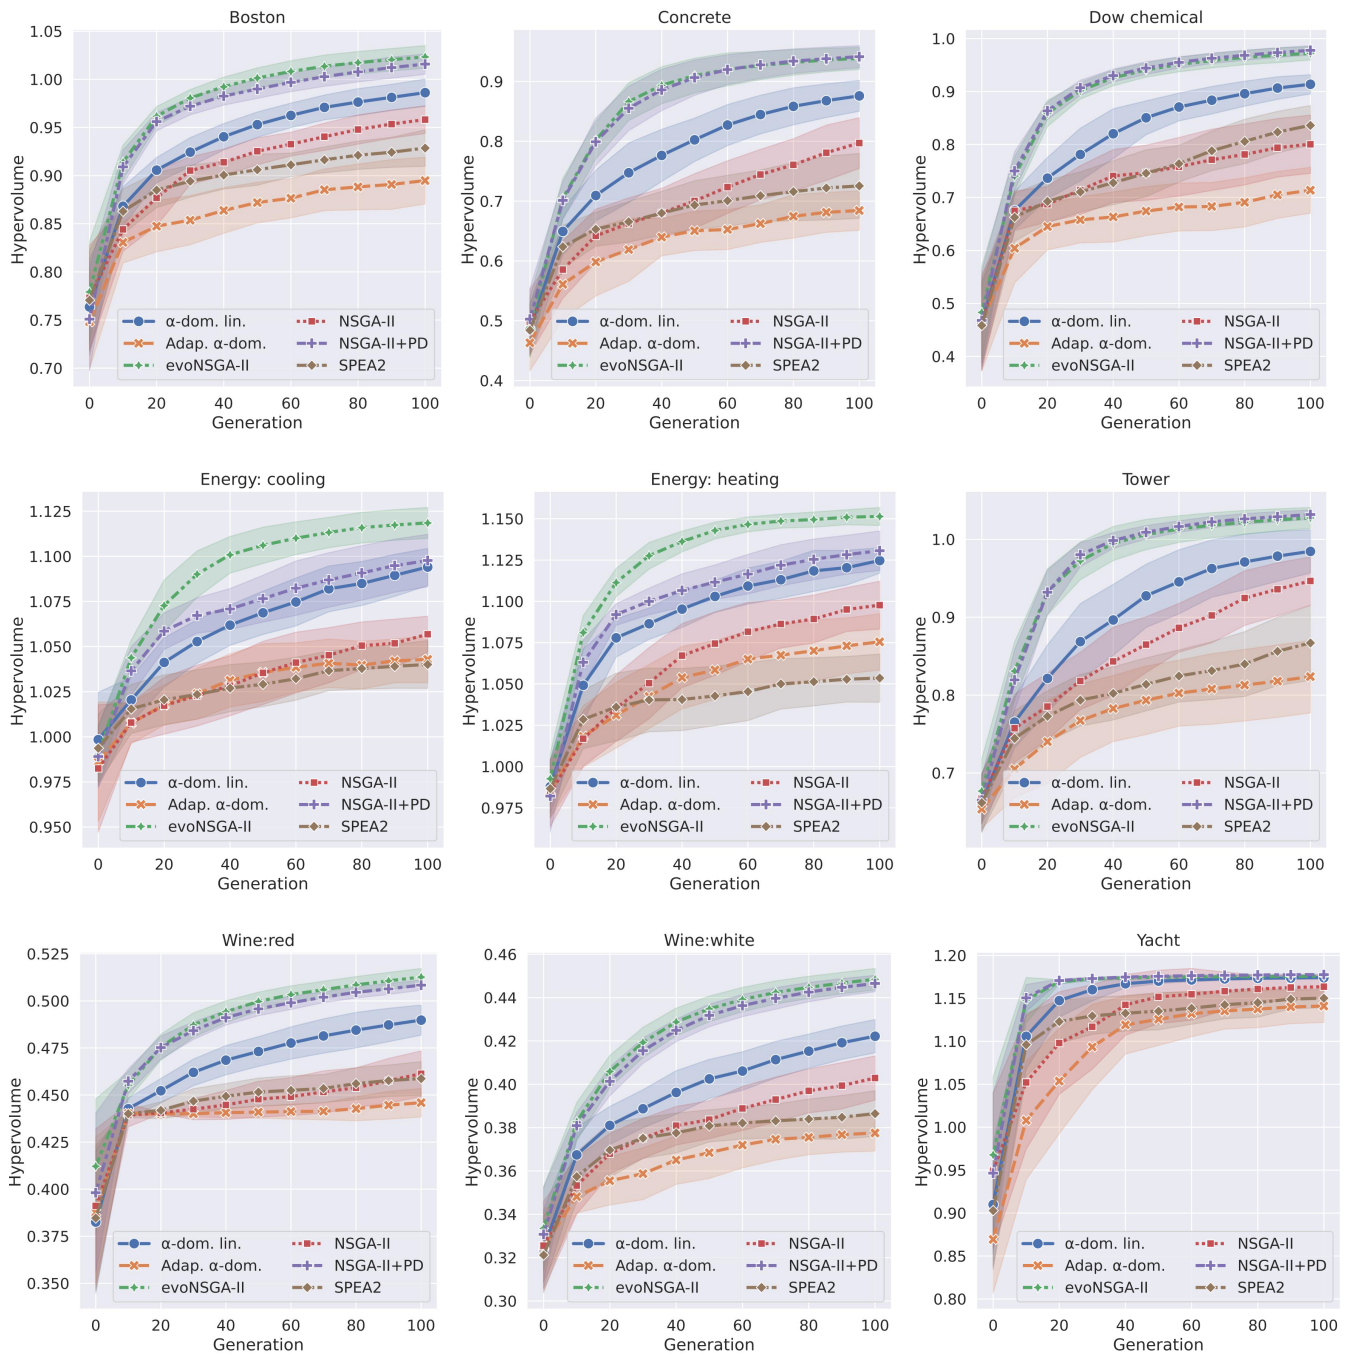 Boston
1.05
1.00
0.95
0.90
0.85
0.80
0.75
0.70
Hypervolume
0 20 40 60 80 100
Generation
α-dom. lin.
Adap. α-dom.
evoNSGA-II
NSGA-II
NSGA-II+PD
SPEA2
Concrete
0.9
0.8
0.7
0.6
0.5
0.4
Hypervolume
0 20 40 60 80 100
Generation
α-dom. lin.
Adap. α-dom.
evoNSGA-II
NSGA-II
NSGA-II+PD
SPEA2
Dow chemical
1.0
0.9
0.8
0.7
0.6
0.5
0.4
Hypervolume
0 20 40 60 80 100
Generation
α-dom. lin.
Adap. α-dom.
evoNSGA-II
NSGA-II
NSGA-II+PD
SPEA2
Energy: cooling
1.125
1.100
1.075
1.050
1.025
1.000
0.975
0.950
Hypervolume
0 20 40 60 80 100
Generation
α-dom. lin.
Adap. α-dom.
evoNSGA-II
NSGA-II
NSGA-II+PD
SPEA2
Energy: heating
1.150
1.125
1.100
1.075
1.050
1.025
1.000
0.975
Hypervolume
0 20 40 60 80 100
Generation
α-dom. lin.
Adap. α-dom.
evoNSGA-II
NSGA-II
NSGA-II+PD
SPEA2
Tower
1.0
0.9
0.8
0.7
Hypervolume
0 20 40 60 80 100
Generation
α-dom. lin.
Adap. α-dom.
evoNSGA-II
NSGA-II
NSGA-II+PD
SPEA2
Wine:red
0.525
0.500
0.475
0.450
0.425
0.400
0.375
0.350
Hypervolume
0 20 40 60 80 100
Generation
α-dom. lin.
Adap. α-dom.
evoNSGA-II
NSGA-II
NSGA-II+PD
SPEA2
Wine:white
0.46
0.44
0.42
0.40
0.38
0.36
0.34
0.32
0.30
Hypervolume
0 20 40 60 80 100
Generation
α-dom. lin.
Adap. α-dom.
evoNSGA-II
NSGA-II
NSGA-II+PD
SPEA2
Yacht
1.20
1.15
1.10
1.05
1.00
0.95
0.90
0.85
0.80
Hypervolume
0 20 40 60 80 100
Generation
α-dom. lin.
Adap. α-dom.
evoNSGA-II
NSGA-II
NSGA-II+PD
SPEA2